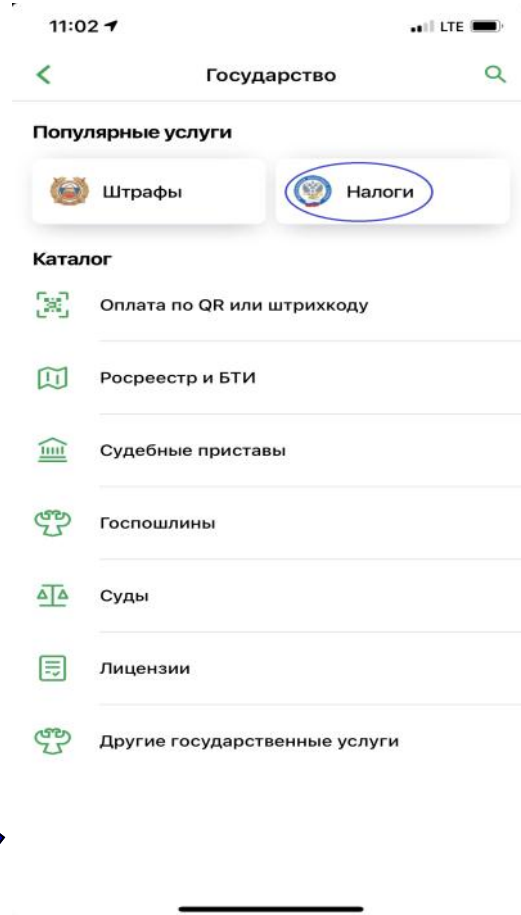 11:02 LTE
Государство
Популярные услуги
Штрафы Налоги
Каталог
Оплата по QR или штрихкоду
Росреестр и БТИ
Судебные приставы
Госпошлины
Суды
Лицензии
Другие государственные услуги